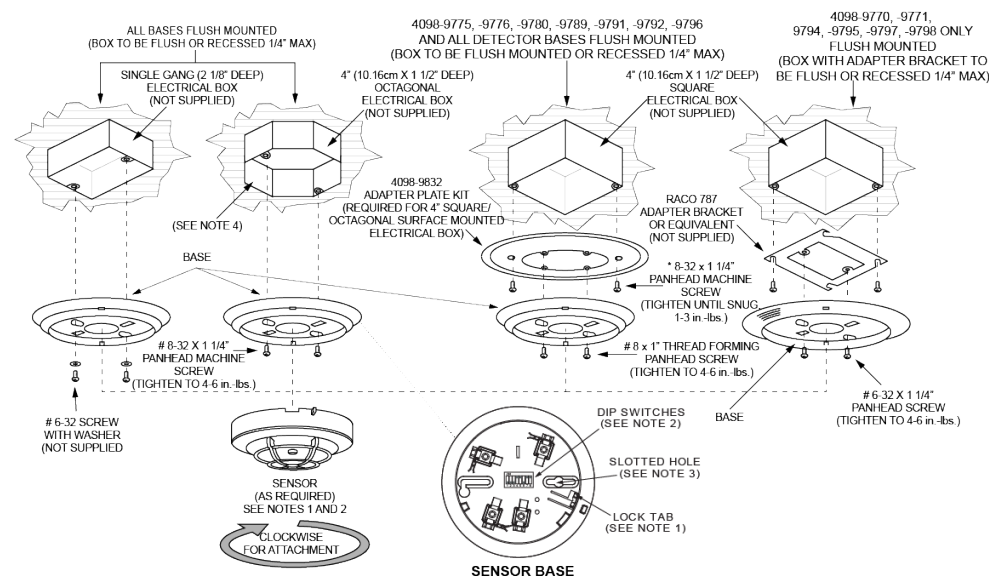 ALL BASES FLUSH MOUNTED
(BOX TO BE FLUSH OR RECESSED 1/4" MAX)
SINGLE GANG (2 1/8" DEEP)
ELECTRICAL BOX
(NOT SUPPLIED)
4" (10.16cm X 1 1/2" DEEP)
OCTAGONAL
ELECTRICAL BOX
(NOT SUPPLIED)
4098-9775, -9776, -9780, -9789, -9791, -9792, -9796
AND ALL DETECTOR BASES FLUSH MOUNTED
(BOX TO BE FLUSH MOUNTED OR RECESSED 1/4" MAX)
4" (10.16cm X 1 1/2" DEEP)
SQUARE
ELECTRICAL BOX
(NOT SUPPLIED)
4098-9770, -9771,
9794, -9795, -9797, -9798 ONLY
FLUSH MOUNTED
(BOX WITH ADAPTER BRACKET TO
BE FLUSH OR RECESSED 1/4" MAX)
(SEE NOTE 4)
4098-9832
ADAPTER PLATE KIT
(REQUIRED FOR 4" SQUARE/
OCTAGONAL SURFACE MOUNTED
ELECTRICAL BOX)
RACO 787
ADAPTER BRACKET
OR EQUIVALENT
(NOT SUPPLIED)
BASE
* 8-32 x 1 1/4"
PANHEAD MACHINE
SCREW
(TIGHTEN UNTIL SNUG,
1-3 in.-lbs.)
# 8-32 X 1 1/4"
PANHEAD MACHINE
SCREW
(TIGHTEN TO 4-6 in.-lbs.)
# 8 x 1" THREAD FORMING
PANHEAD SCREW
(TIGHTEN TO 4-6 in.-lbs.)
BASE
# 6-32 X 1 1/4"
PANHEAD SCREW
(TIGHTEN TO 4-6 in.-lbs.)
# 6-32 SCREW
WITH WASHER
(NOT SUPPLIED
SENSOR
(AS REQUIRED)
SEE NOTES 1 AND 2
CLOCKWISE
FOR ATTACHMENT
DIP SWITCHES
(SEE NOTE 2)
SLOTTED HOLE
(SEE NOTE 3)
LOCK TAB
(SEE NOTE 1)
SENSOR BASE